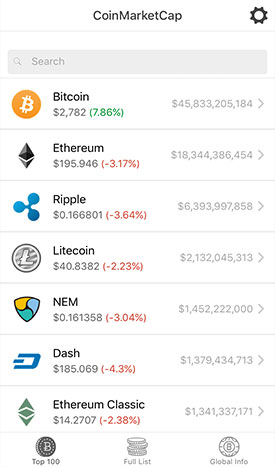 CoinMarketCap
Search
Bitcoin
$2,782 (7.86%)
$45,833,205,184
Ethereum
$195.946 (-3.17%)
$18,344,386,454
Ripple
$0.166801 (-3.64%)
$6,393,997,858
Litecoin
$40.8382 (-2.23%)
$2,132,045,313
NEM
$0.161358 (-3.04%)
$1,452,222,000
Dash
$185.069 (-4.3%)
$1,379,434,713
Ethereum Classic
$14.2707 (-2.38%)
$1,341,337,171
Top 100
Full List
Global Info